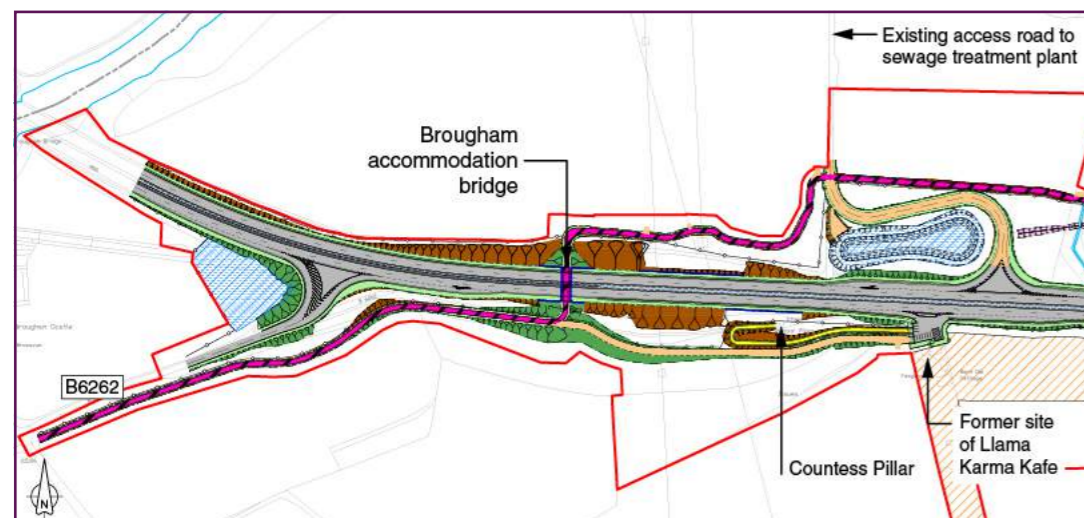 Existing access road to
sewage treatment plant
Brougham
accommodation
bridge
B6262
Countess Pillar
Former site
of Llama
Karma Kafe
N